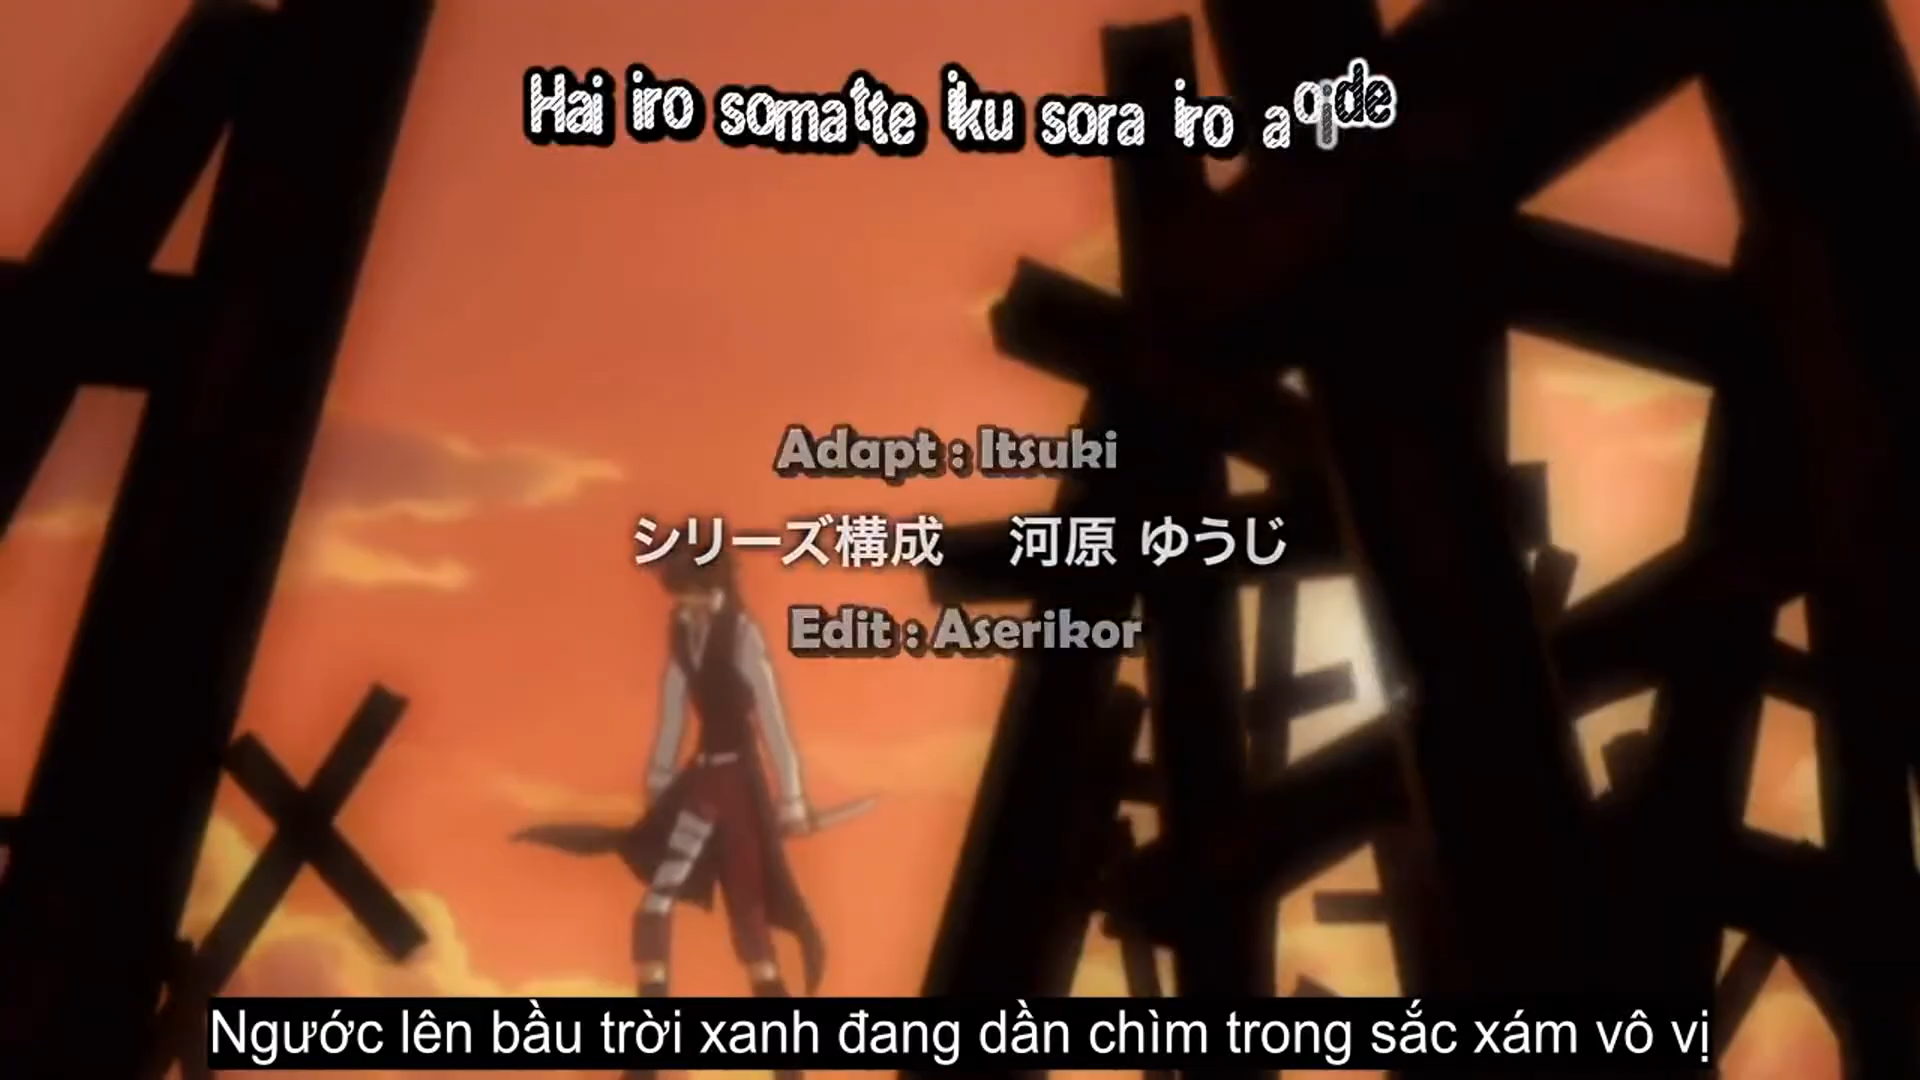 Hai iro somatte iku sora iro aoide
Adapt : Itsuki
シリーズ構成 河原 ゆうじ
Edit : Aserikor
Ngước lên bầu trời xanh đang dần chìm trong sắc xám vô vị